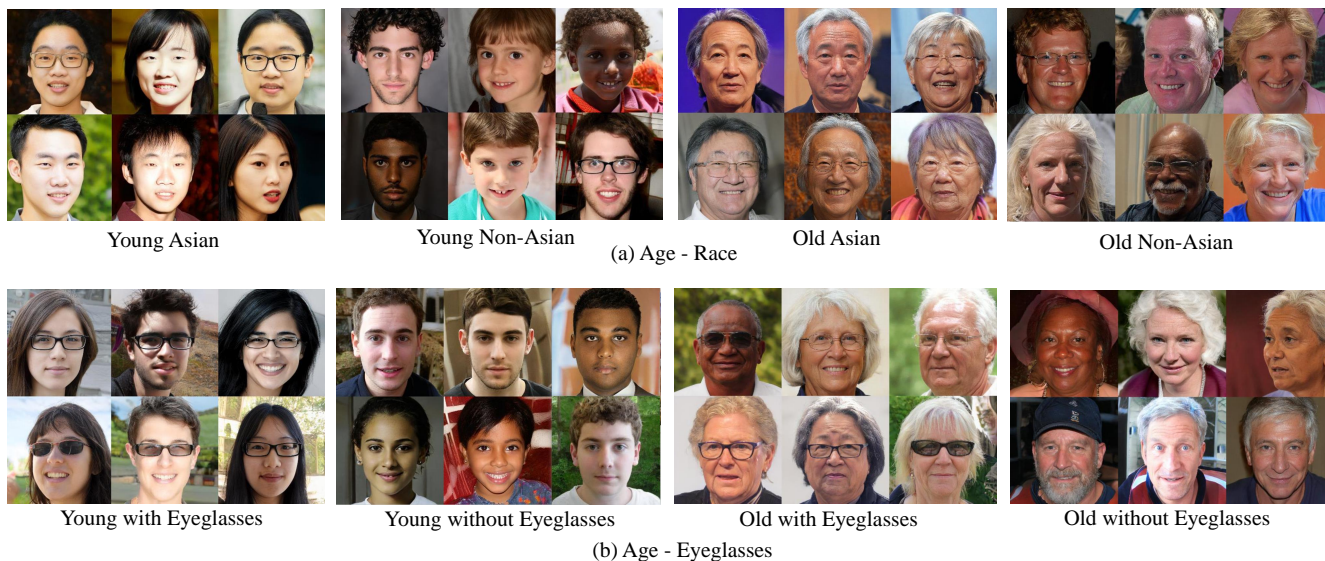 Young Asian
Young Non-Asian
Old Asian
Old Non-Asian
(a) Age - Race
Young with Eyeglasses
Young without Eyeglasses
Old with Eyeglasses
Old without Eyeglasses
(b) Age - Eyeglasses